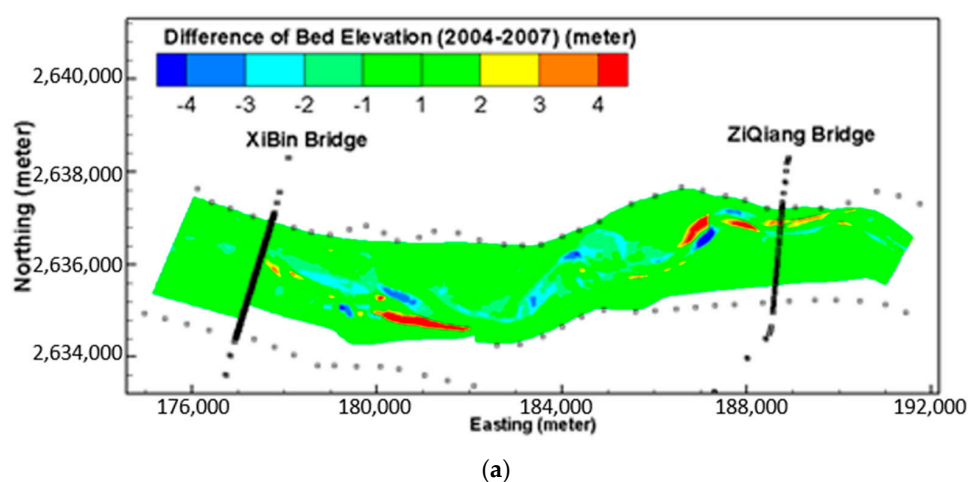 Difference of Bed Elevation (2004-2007) (meter)
-4 -3 -2 -1 1 2 3 4
XiBin Bridge
ZiQiang Bridge
Northing (meter)
2,640,000
2,638,000
2,636,000
2,634,000
176,000 180,000 184,000 188,000 192,000
Easting (meter)
(a)